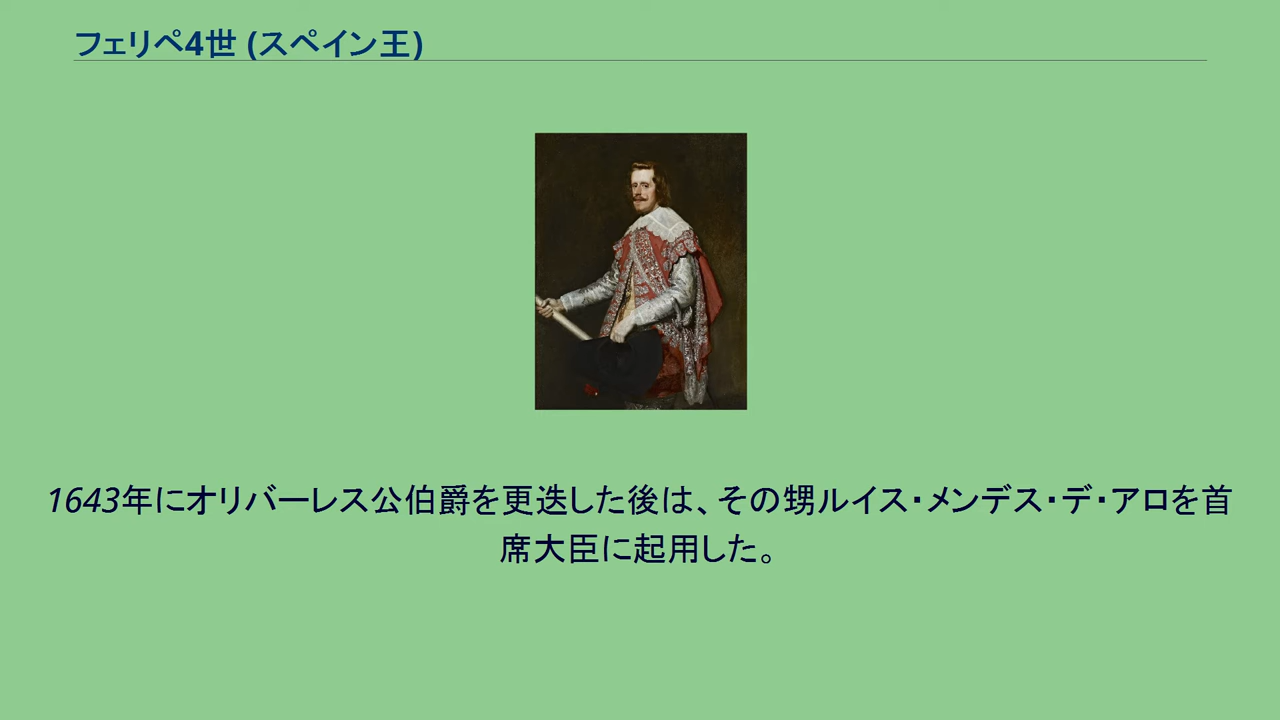 フェリペ4世 (スペイン王)
1643年にオリバーレス公伯爵を更迭した後は、その甥ルイス・メンデス・デ・アロを首
席大臣に起用した。